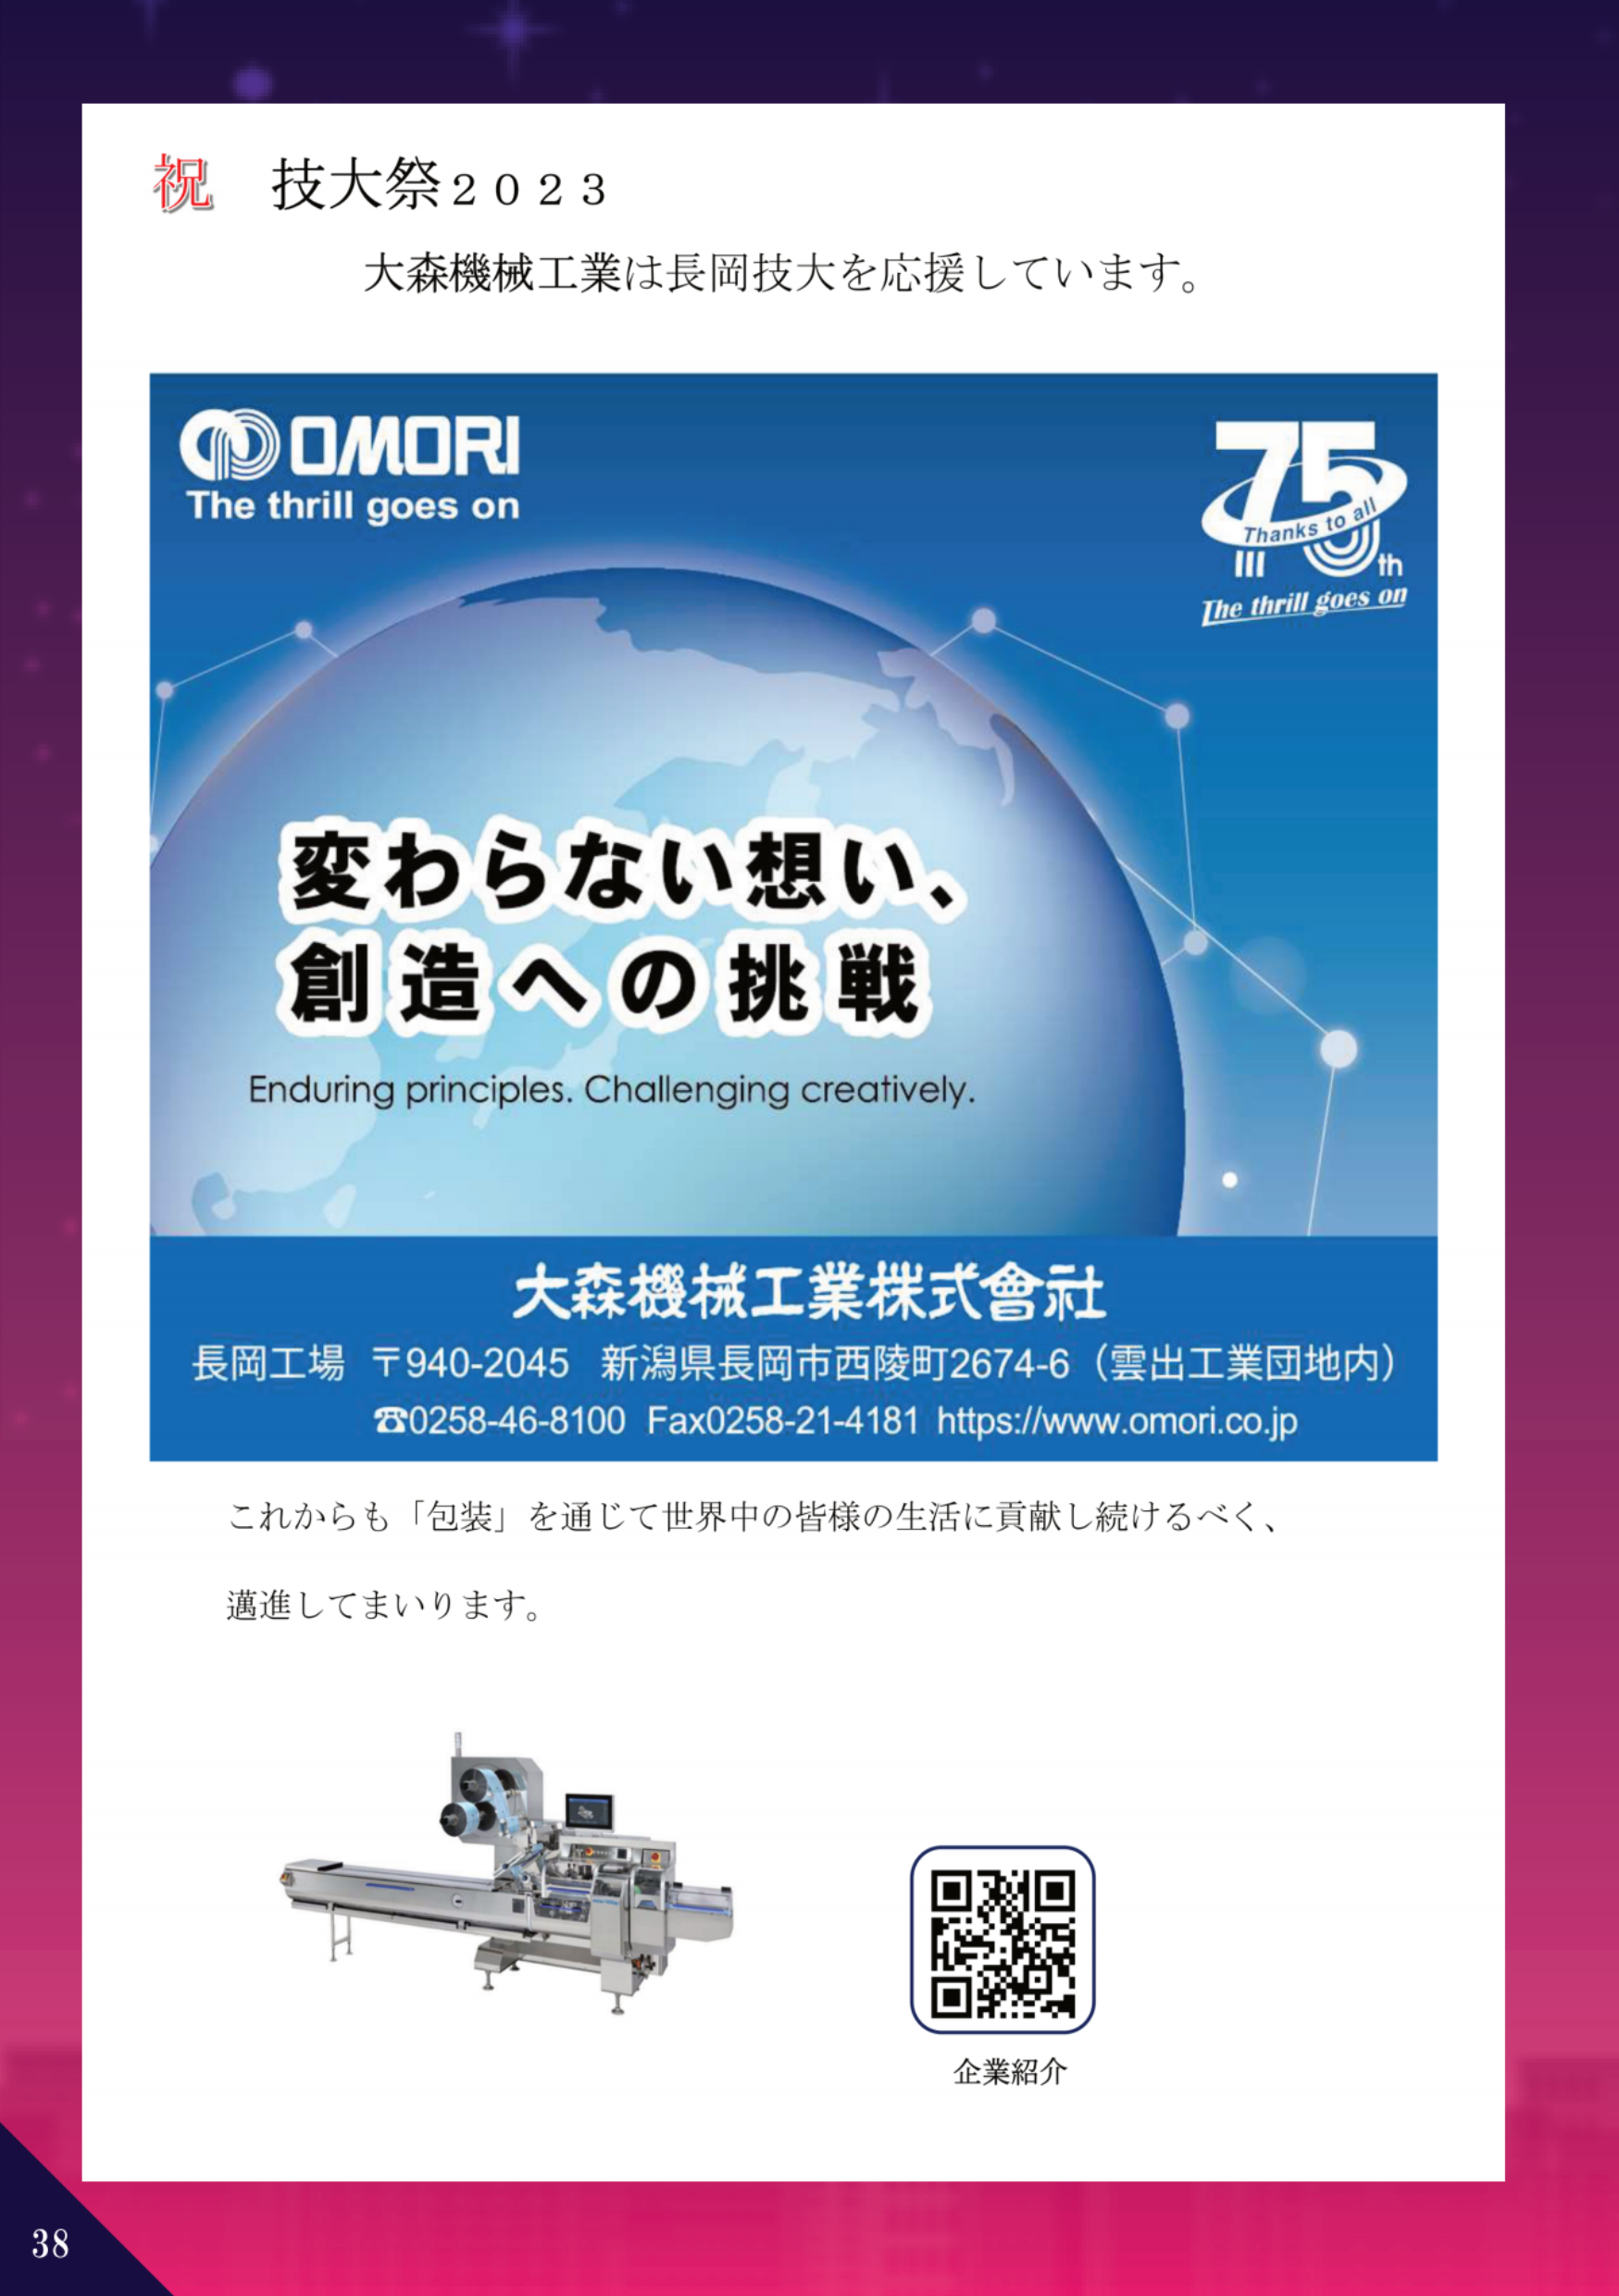 祝　技大祭２０２３
大森機械工業は長岡技大を応援しています。
OMORI
The thrill goes on
75th
Thanks to all
The thrill goes on
変わらない想い、
創造への挑戦
Enduring principles. Challenging creatively.
大森機械工業株式會社
長岡工場 〒940-2045 新潟県長岡市西陵町2674-6（雲出工業団地内）
☎0258-46-8100 Fax0258-21-4181 https://www.omori.co.jp
これからも「包装」を通じて世界中の皆様の生活に貢献し続けるべく、
邁進してまいります。
企業紹介
38